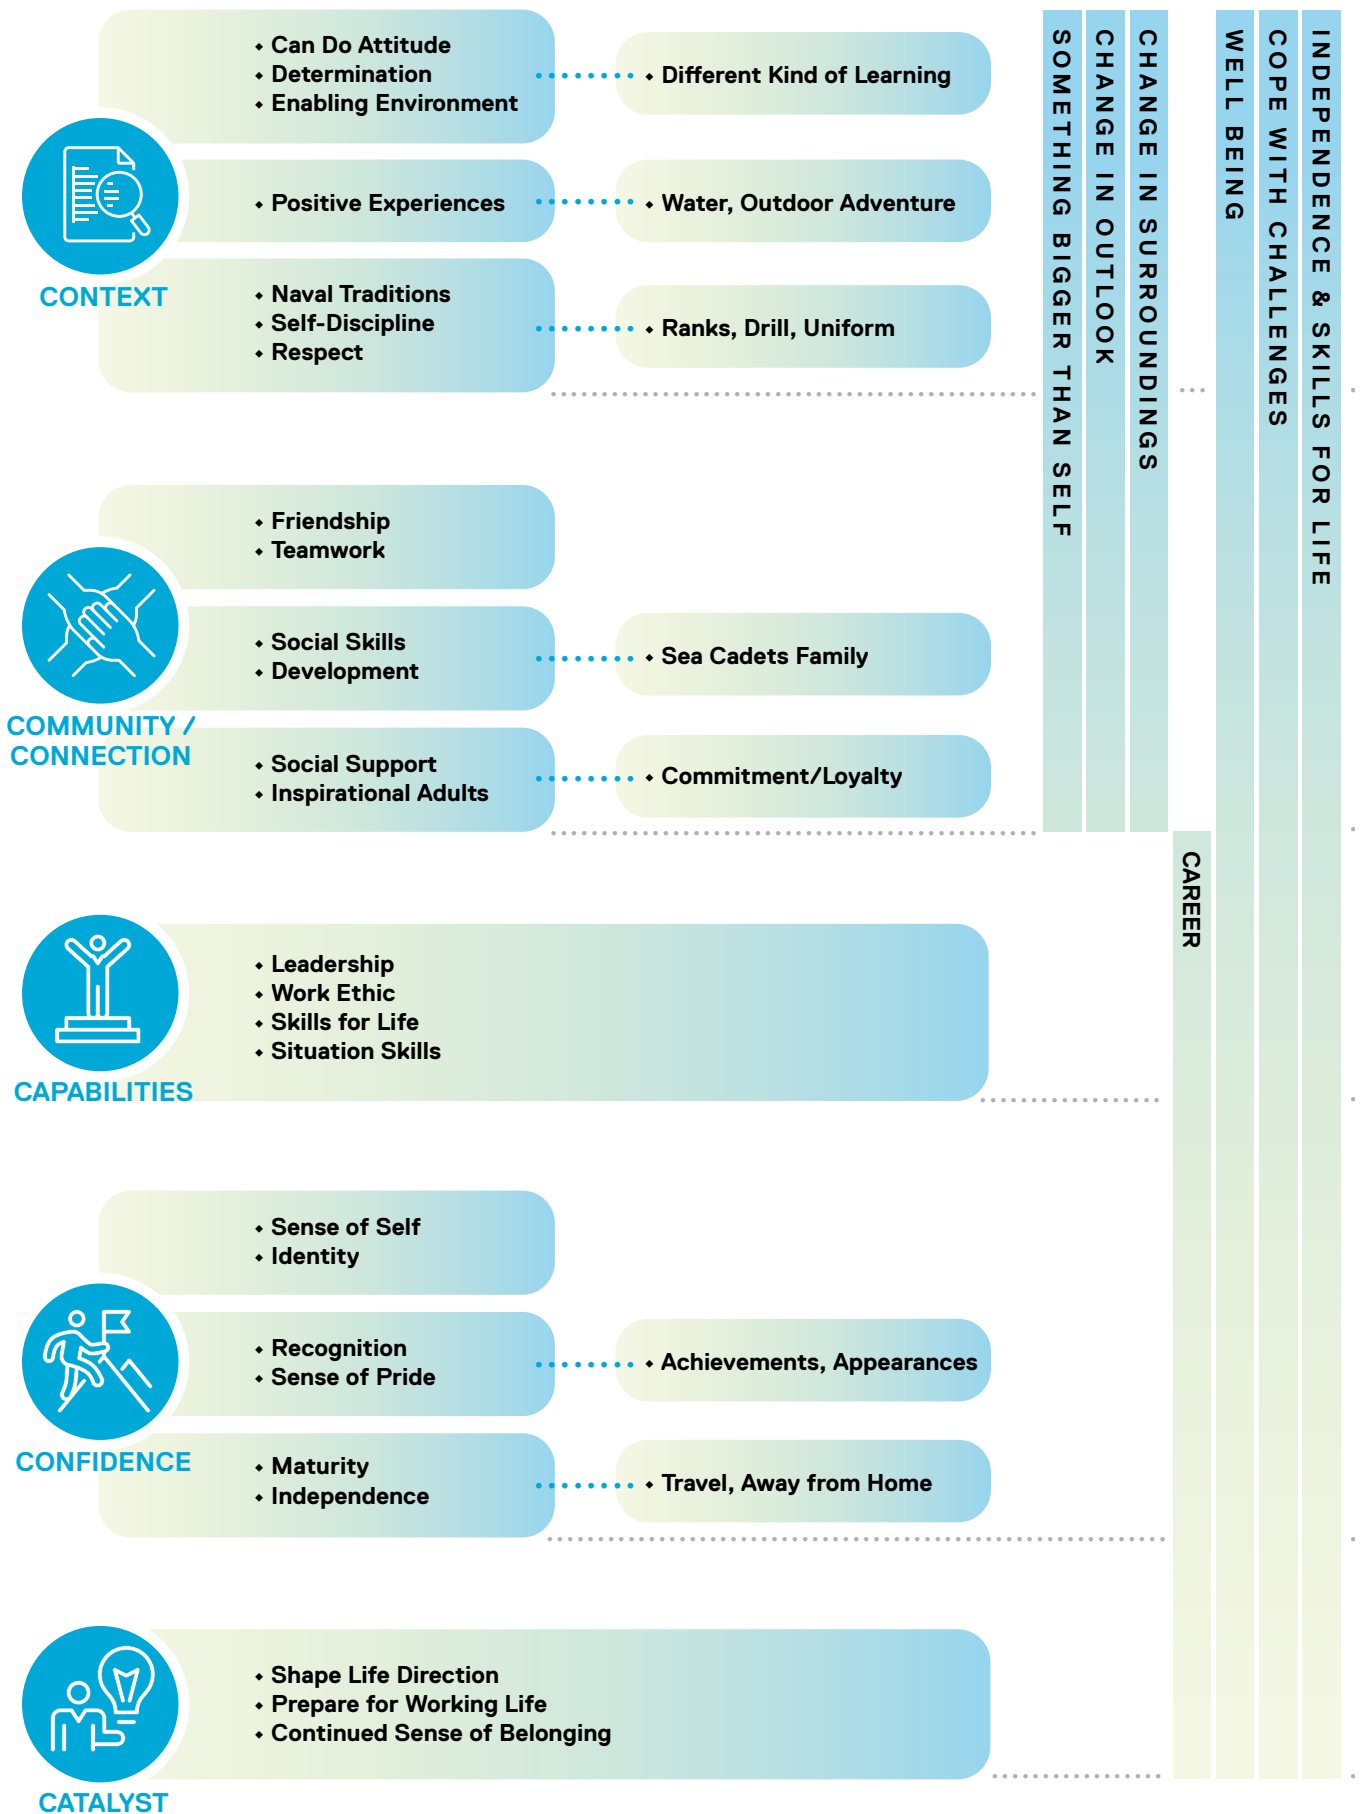 • Can Do Attitude
• Determination
• Enabling Environment
• Different Kind of Learning
• Positive Experiences
• Water, Outdoor Adventure
CONTEXT
• Naval Traditions
• Self-Discipline
• Respect
• Ranks, Drill, Uniform
• Friendship
• Teamwork
• Social Skills
• Development
• Sea Cadets Family
COMMUNITY /
CONNECTION
• Social Support
• Inspirational Adults
• Commitment/Loyalty
• Leadership
• Work Ethic
• Skills for Life
• Situation Skills
CAPABILITIES
• Sense of Self
• Identity
• Recognition
• Sense of Pride
• Achievements, Appearances
CONFIDENCE
• Maturity
• Independence
• Travel, Away from Home
• Shape Life Direction
• Prepare for Working Life
• Continued Sense of Belonging
CATALYST
SOMETHING BIGGER THAN SELF
CHANGE IN OUTLOOK
CHANGE IN SURROUNDINGS
CAREER
WELL BEING
COPE WITH CHALLENGES
INDEPENDENCE & SKILLS FOR LIFE